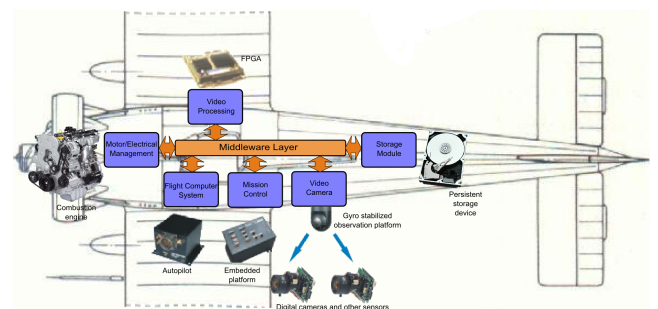 FPGA
Video
Processing
Motor/Electrical
Management
Middleware Layer
Storage
Module
Flight Computer
System
Mission
Control
Video
Camera
Combustion
engine
Persistent
storage
device
Gyro stabilized
observation platform
Autopilot
Embedded
platform
Digital cameras and other sensors